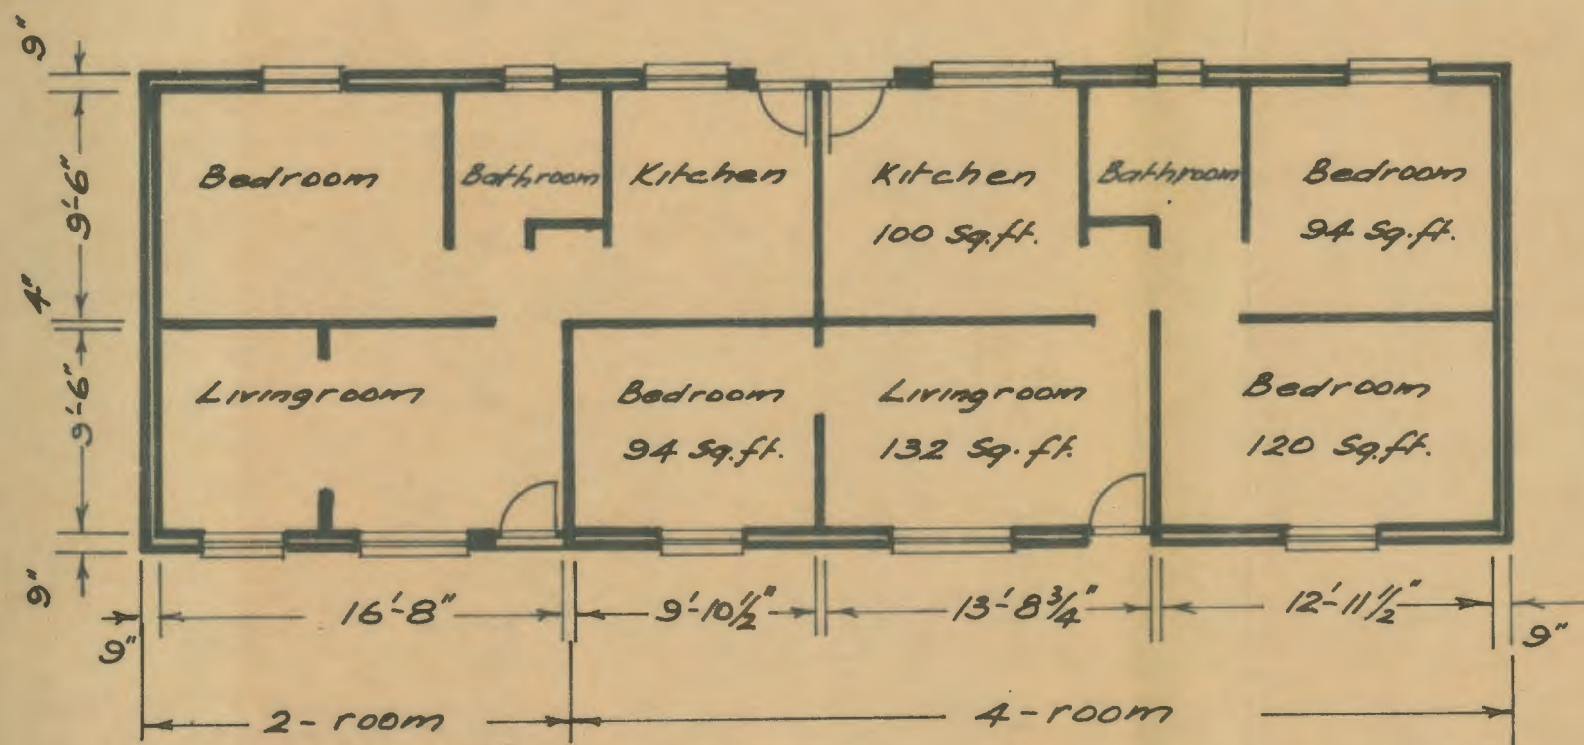 9"
9'-6"
4"
9'-6"
9"
Bedroom
Bathroom
Kitchen
Kitchen
100 Sq.ft.
Bathroom
Bedroom
94 Sq.ft.
Livingroom
Bedroom
94 Sq.ft.
Livingroom
132 Sq.ft.
Bedroom
120 Sq.ft.
9"
16'-8"
9'-10½"
13'-8¾"
12'-11½"
9"
2-room
4-room